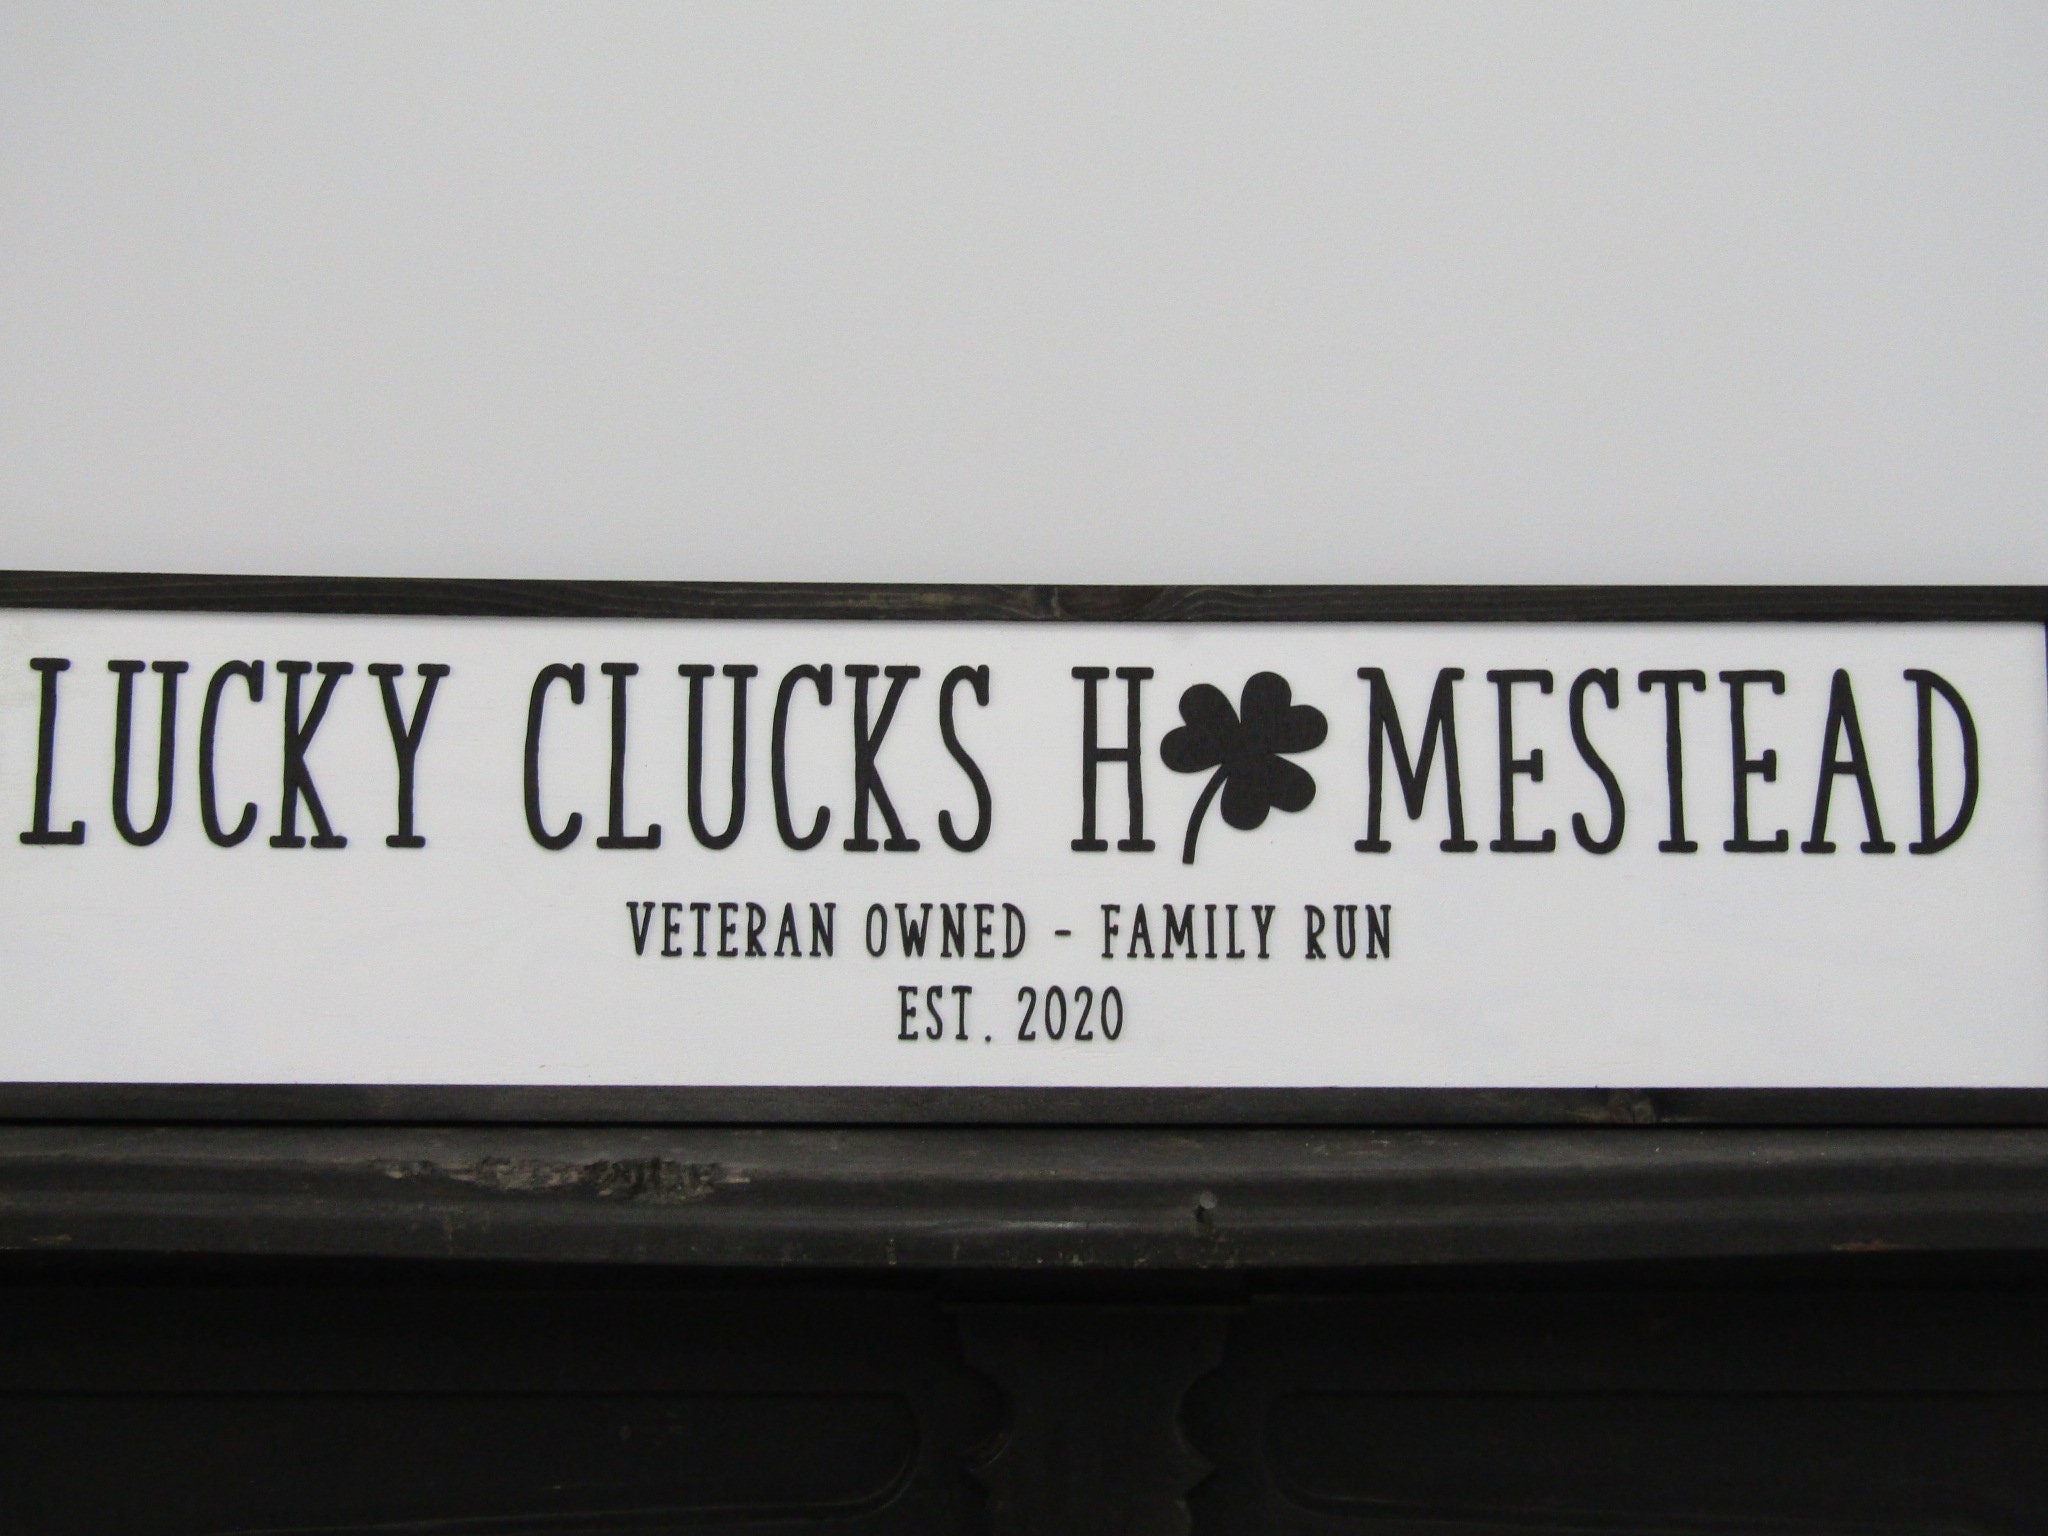 LUCKY CLUCKS H☘MESTEAD
VETERAN OWNED - FAMILY RUN
EST. 2020